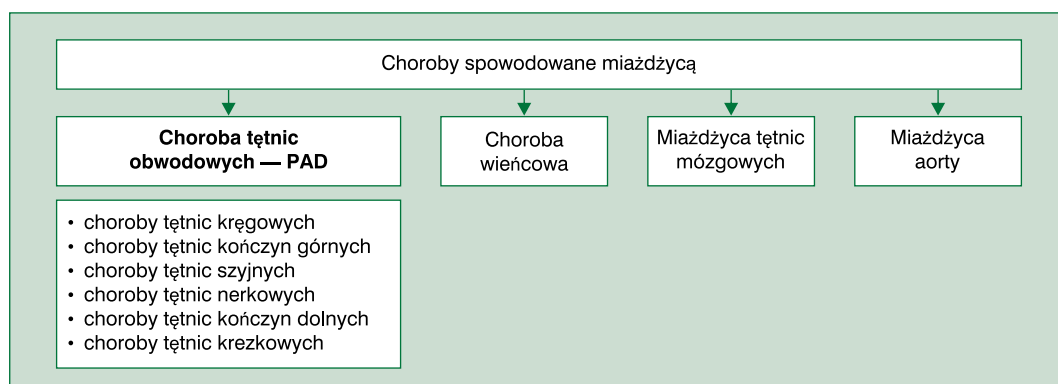 Choroby spowodowane miażdżycą
Choroba tętnic
obwodowych — PAD
Choroba
wieńcowa
Miażdżyca tętnic
mózgowych
Miażdżyca
aorty
• choroby tętnic kręgowych
• choroby tętnic kończyn górnych
• choroby tętnic szyjnych
• choroby tętnic nerkowych
• choroby tętnic kończyn dolnych
• choroby tętnic krezkowych